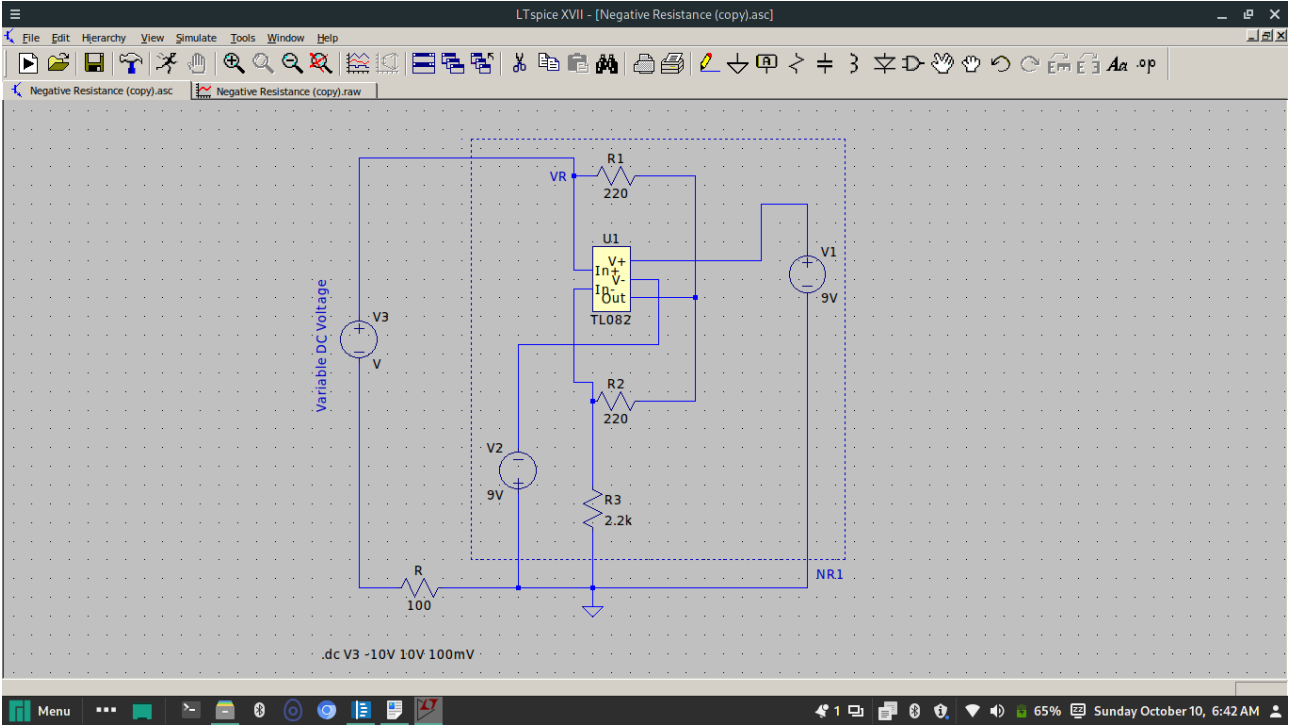 LTspice XVII - [Negative Resistance (copy).asc]
File Edit Hierarchy View Simulate Tools Window Help
Aa .op
Negative Resistance (copy).asc Negative Resistance (copy).raw
R1
VR
220
U1
V+
In+
V-
In-
Out
TL082
V1
9V
Variable DC Voltage
V3
V
R2
220
V2
9V
R3
2.2k
R
100
NR1
.dc V3 -10V 10V 100mV
Menu 1 65% Sunday October 10, 6:42 AM